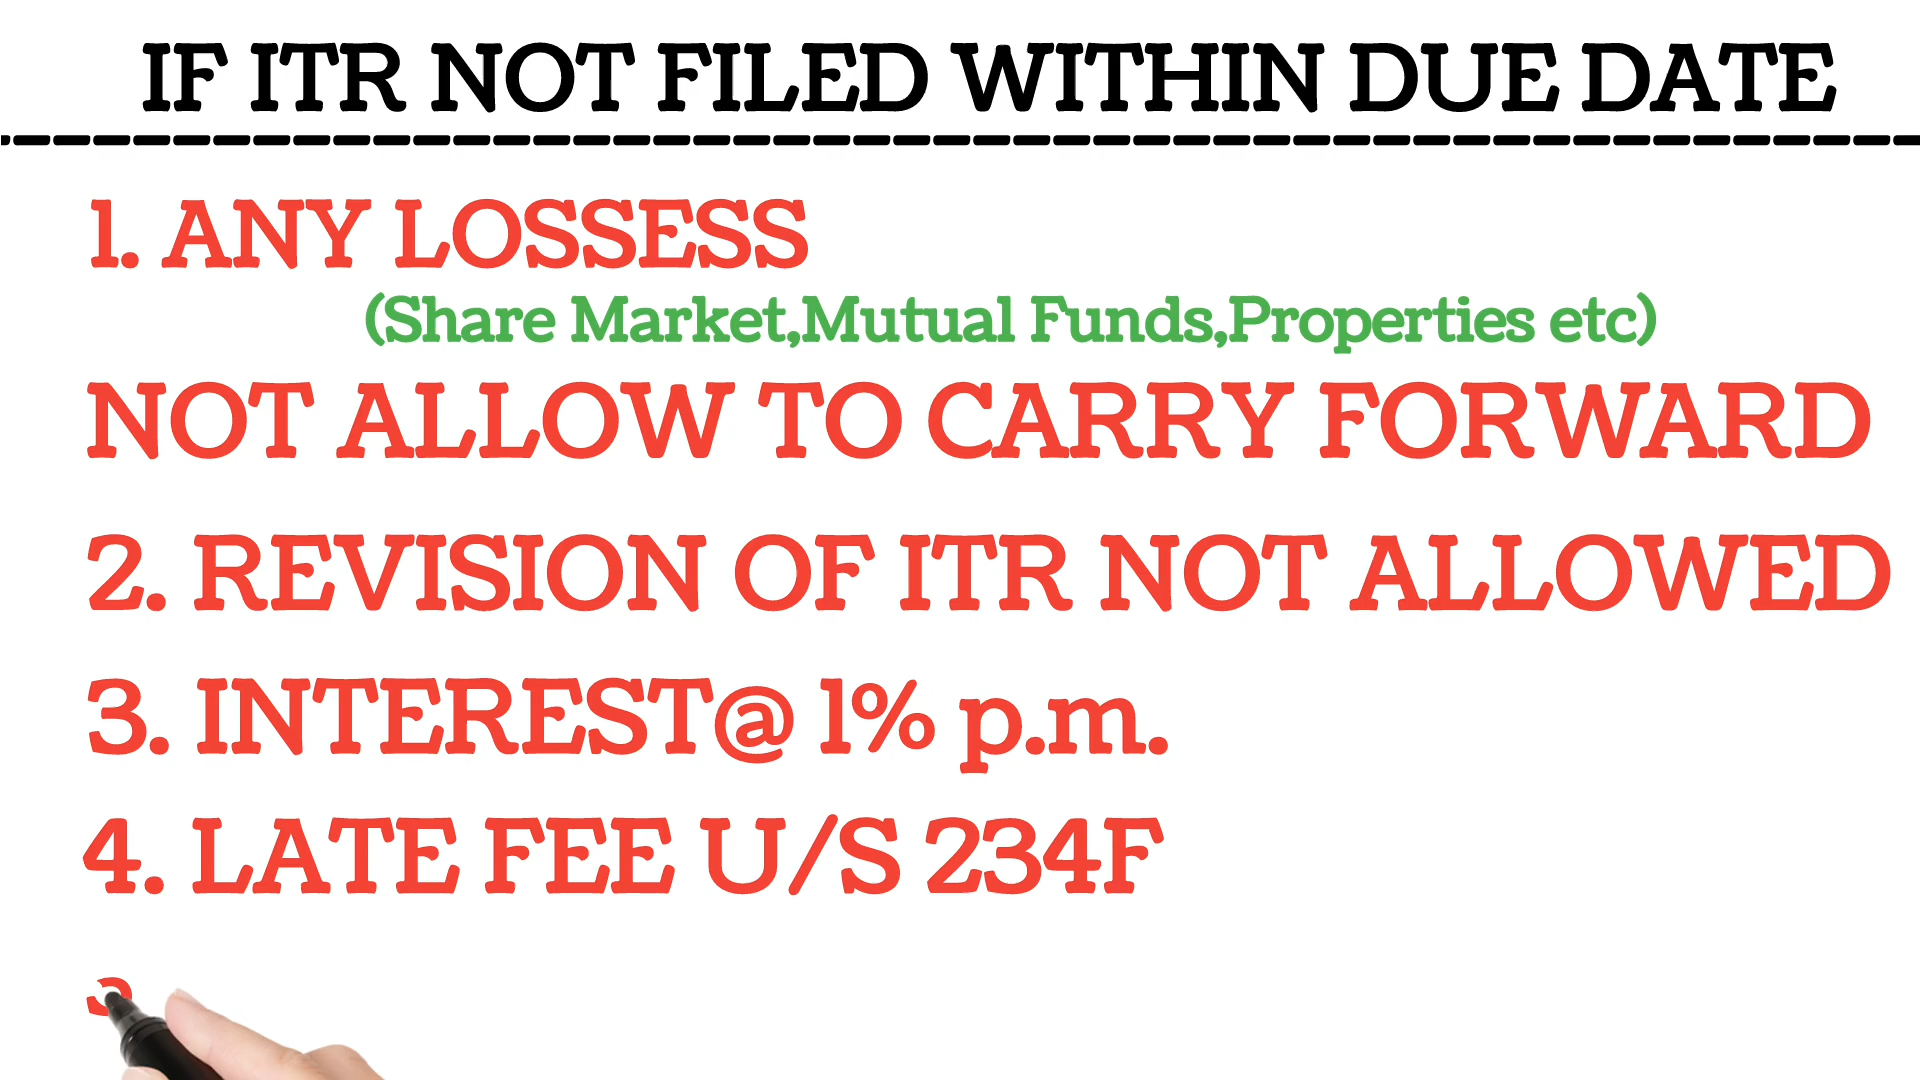 IF ITR NOT FILED WITHIN DUE DATE
1. ANY LOSSESS
(Share Market,Mutual Funds,Properties etc)
NOT ALLOW TO CARRY FORWARD
2. REVISION OF ITR NOT ALLOWED
3. INTEREST@ 1% p.m.
4. LATE FEE U/S 234F